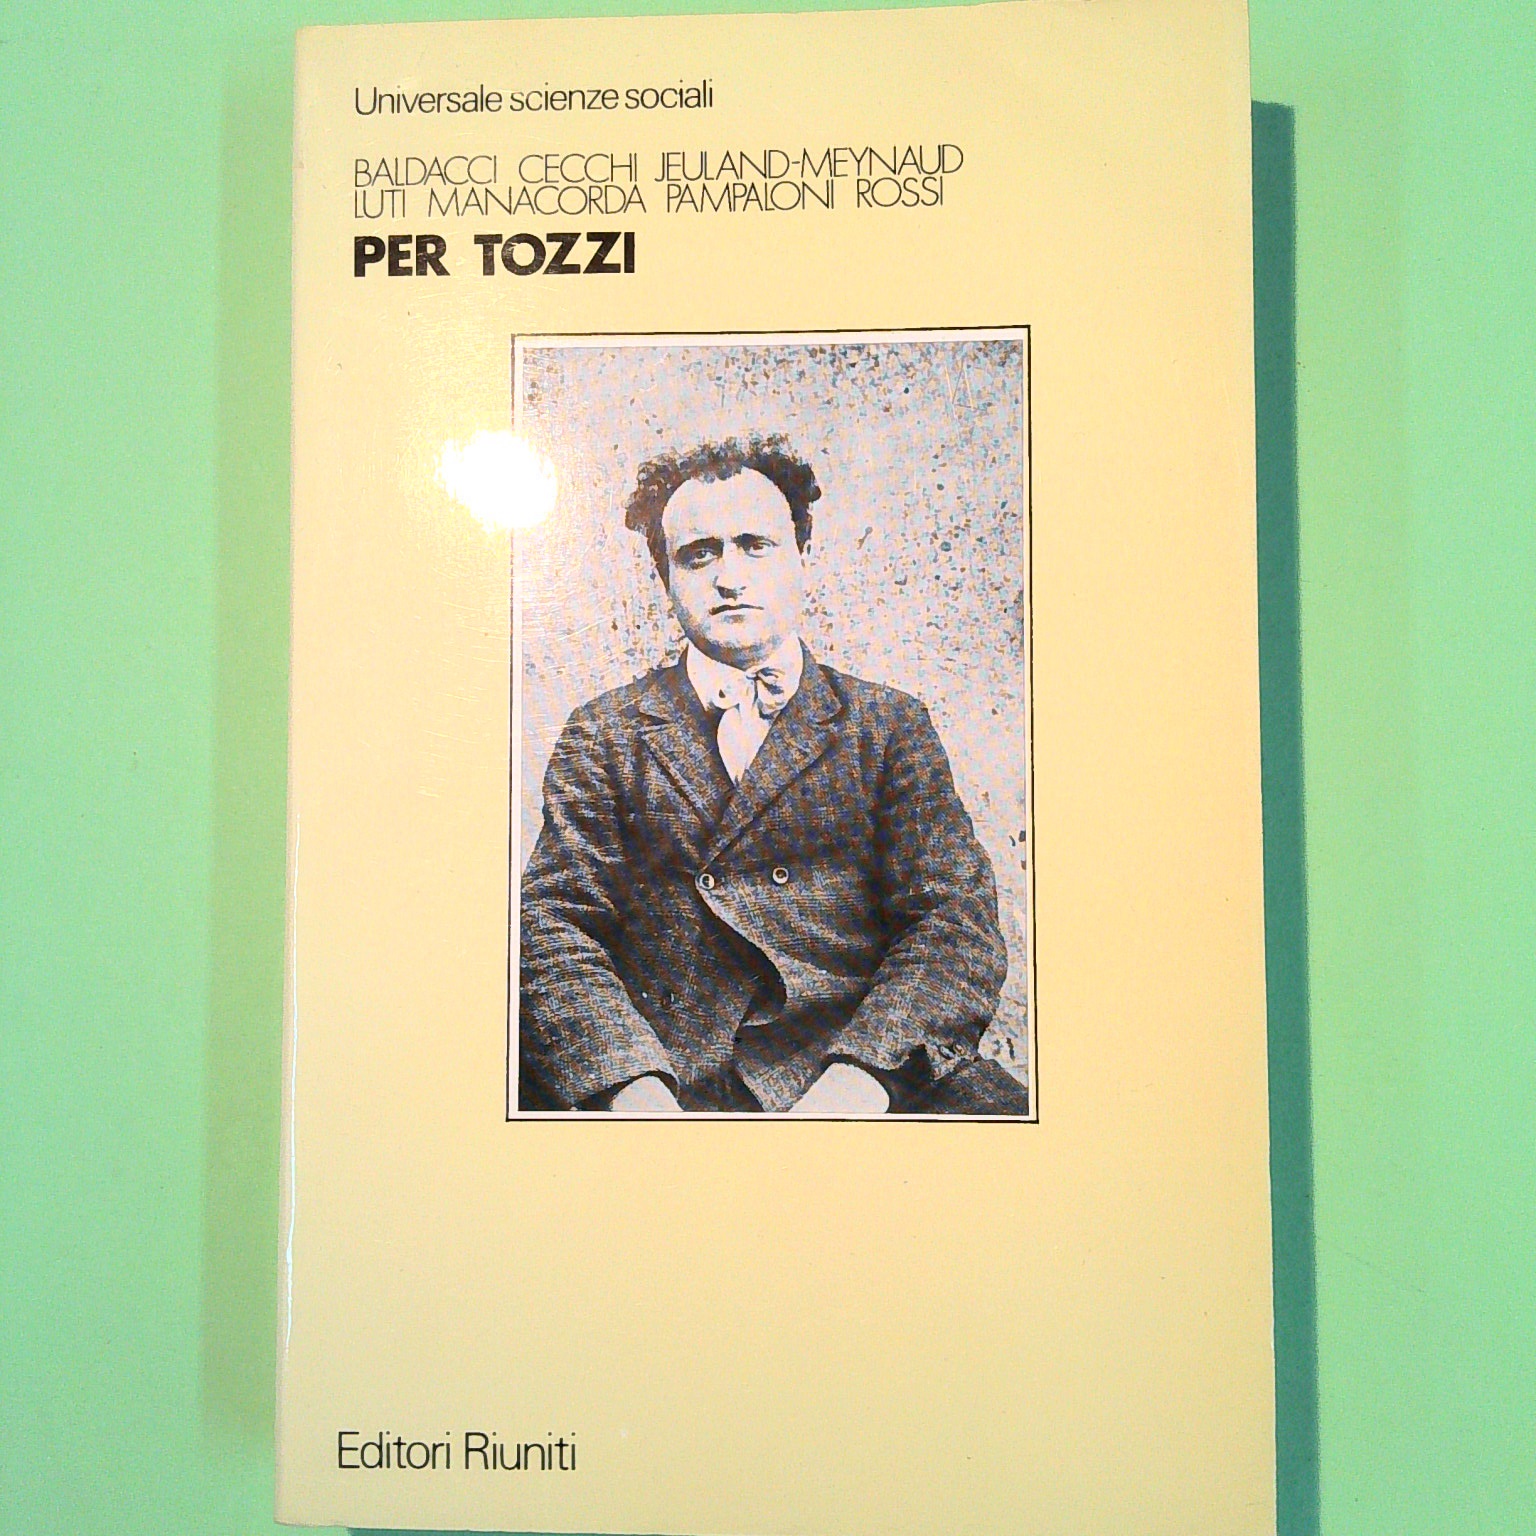 Universale scienze sociali
BALDACCI CECCHI JEULAND-MEYNAUD
LUTI MANACORDA PAMPALONI ROSSI
PER TOZZI
Editori Riuniti